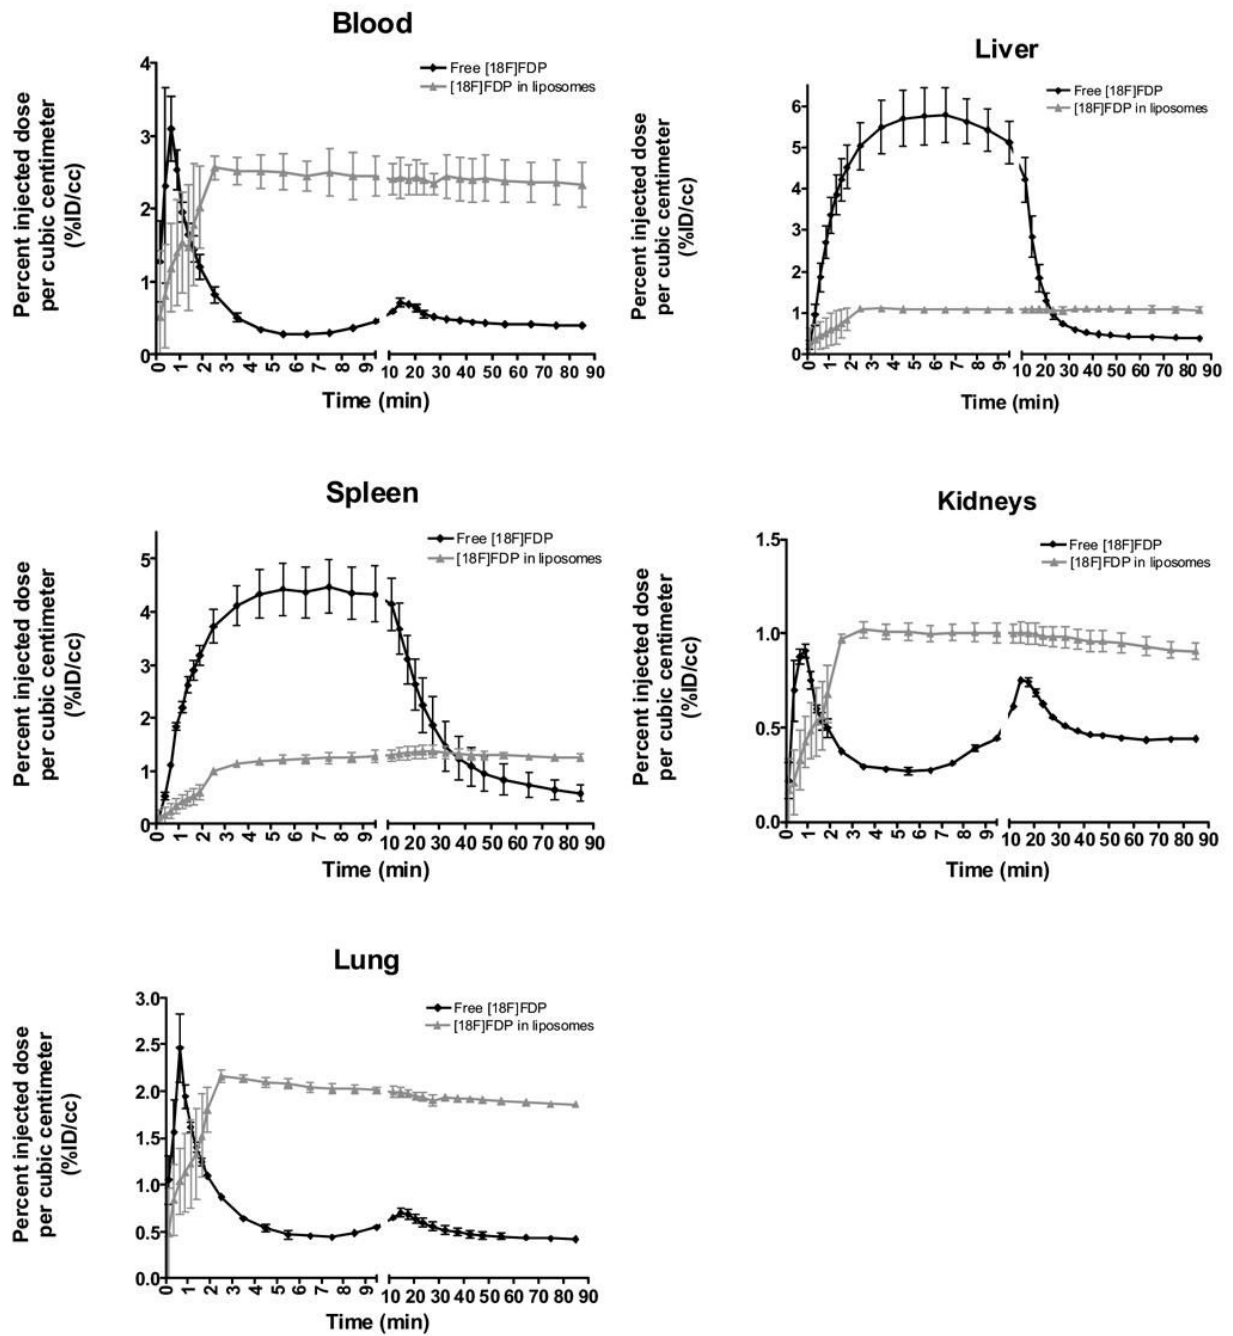 Blood
Free [18F]FDP
[18F]FDP in liposomes
Percent injected dose
per cubic centimeter
(%ID/cc)
4
3
2
1
0
0 1 2 3 4 5 6 7 8 9 10 20 30 40 50 60 70 80 90
Time (min)
Liver
Free [18F]FDP
[18F]FDP in liposomes
Percent injected dose
per cubic centimeter
(%ID/cc)
6
5
4
3
2
1
0
0 1 2 3 4 5 6 7 8 9 10 20 30 40 50 60 70 80 90
Time (min)
Spleen
Free [18F]FDP
[18F]FDP in liposomes
Percent injected dose
per cubic centimeter
(%ID/cc)
5
4
3
2
1
0
0 1 2 3 4 5 6 7 8 9 10 20 30 40 50 60 70 80 90
Time (min)
Kidneys
Free [18F]FDP
[18F]FDP in liposomes
Percent injected dose
per cubic centimeter
(%ID/cc)
1.5
1.0
0.5
0.0
0 1 2 3 4 5 6 7 8 9 10 20 30 40 50 60 70 80 90
Time (min)
Lung
Free [18F]FDP
[18F]FDP in liposomes
Percent injected dose
per cubic centimeter
(%ID/cc)
3.0
2.5
2.0
1.5
1.0
0.5
0.0
0 1 2 3 4 5 6 7 8 9 10 20 30 40 50 60 70 80 90
Time (min)